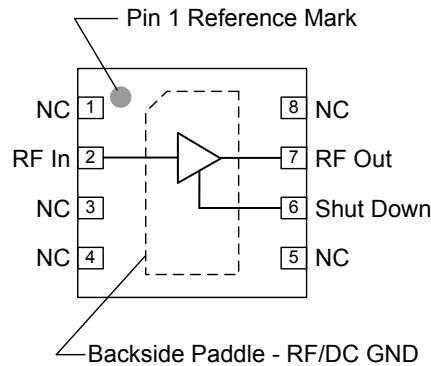 Pin 1 Reference Mark
NC 1
8 NC
RF In 2
7 RF Out
NC 3
6 Shut Down
NC 4
5 NC
Backside Paddle - RF/DC GND